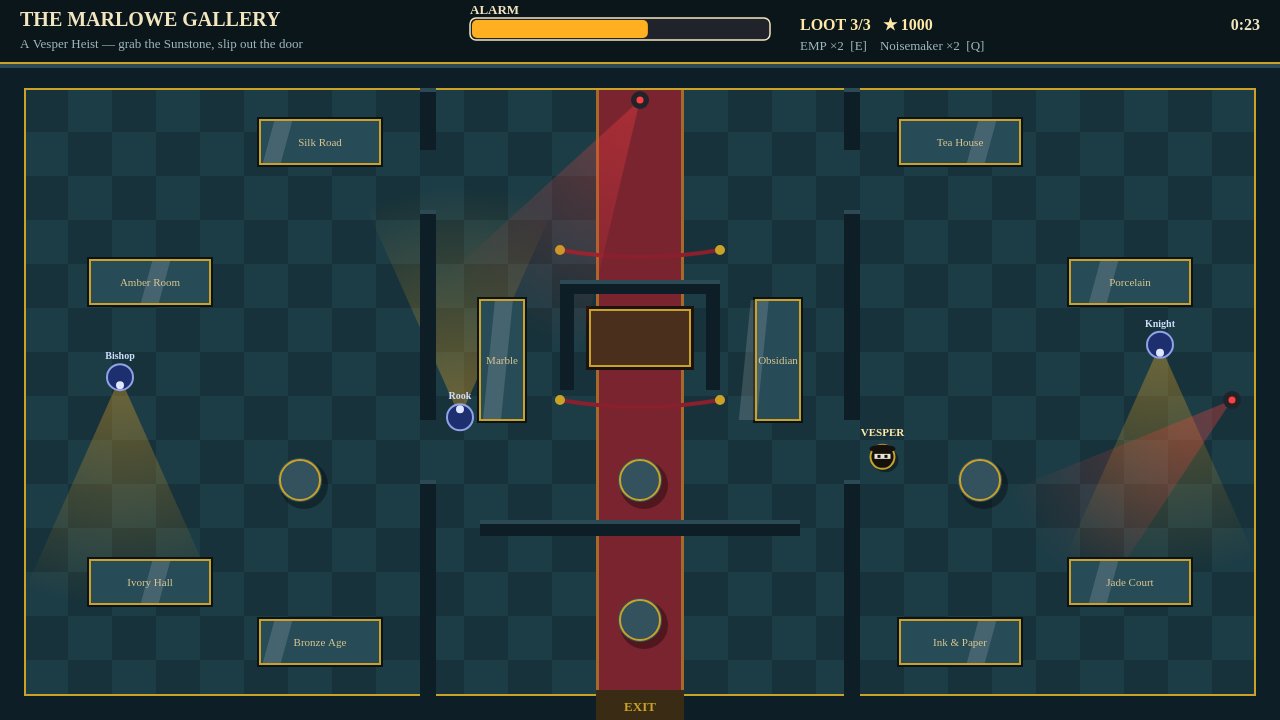 THE MARLOWE GALLERY
A Vesper Heist — grab the Sunstone, slip out the door
ALARM
LOOT 3/3 ★ 1000
EMP ×2 [E] Noisemaker ×2 [Q]
0:23
Silk Road
Tea House
Amber Room
Porcelain
Marble
Obsidian
Bishop
Knight
Rook
VESPER
Ivory Hall
Jade Court
Bronze Age
Ink & Paper
EXIT